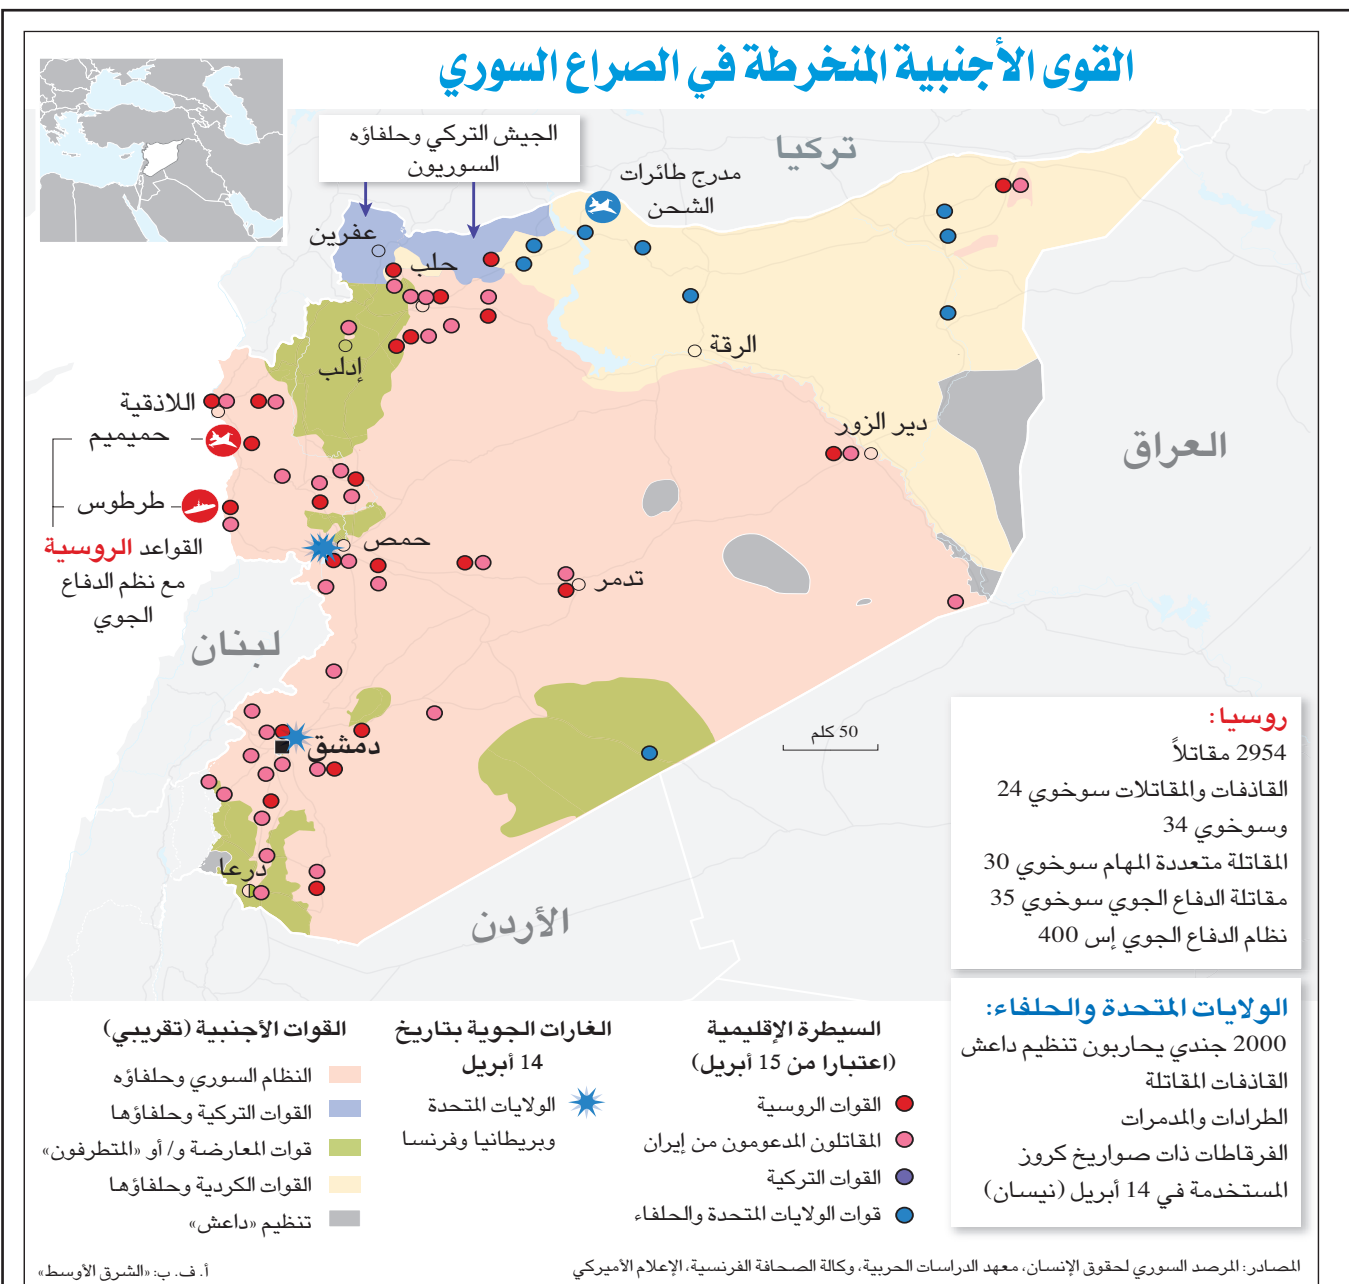 القوى الأجنبية المنخرطة في الصراع السوري
الجيش التركي وحلفاؤه
السوريون
تركيا
مدرج طائرات
الشحن
عفرين
حلب
إدلب
الرقة
اللاذقية
حميميم
طرطوس
القواعد الروسية
مع نظم الدفاع
الجوي
دير الزور
العراق
حمص
تدمر
لبنان
دمشق
50 كلم
درعا
الأردن
روسيا:
2954 مقاتلاً
القاذفات والمقاتلات سوخوي 24
وسوخوي 34
المقاتلة متعددة المهام سوخوي 30
مقاتلة الدفاع الجوي سوخوي 35
نظام الدفاع الجوي إس 400
الولايات المتحدة والحلفاء:
2000 جندي يحاربون تنظيم داعش
القاذفات المقاتلة
الطرادات والمدمرات
الفرقاطات ذات صواريخ كروز
المستخدمة في 14 أبريل (نيسان)
السيطرة الإقليمية
(اعتبارا من 15 أبريل)
القوات الروسية
المقاتلون المدعومون من إيران
القوات التركية
قوات الولايات المتحدة والحلفاء
الغارات الجوية بتاريخ
14 أبريل
الولايات المتحدة
وبريطانيا وفرنسا
القوات الأجنبية (تقريبي)
النظام السوري وحلفاؤه
القوات التركية وحلفاؤها
قوات المعارضة و/ أو «المتطرفون»
القوات الكردية وحلفاؤها
تنظيم «داعش»
المصادر: المرصد السوري لحقوق الإنسان، معهد الدراسات الحربية، وكالة الصحافة الفرنسية، الإعلام الأميركي
أ. ف. ب: «الشرق الأوسط»